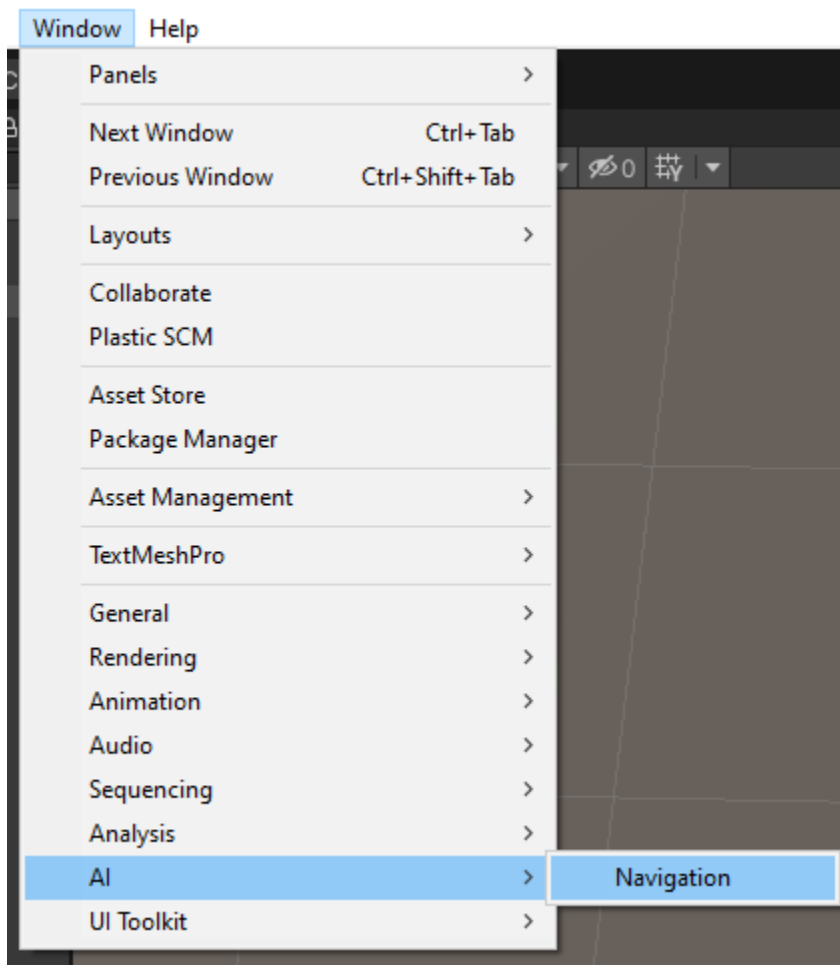 Window Help
Panels
Next Window Ctrl+Tab
Previous Window Ctrl+Shift+Tab
0
Layouts
Collaborate
Plastic SCM
Asset Store
Package Manager
Asset Management
TextMeshPro
General
Rendering
Animation
Audio
Sequencing
Analysis
AI Navigation
UI Toolkit